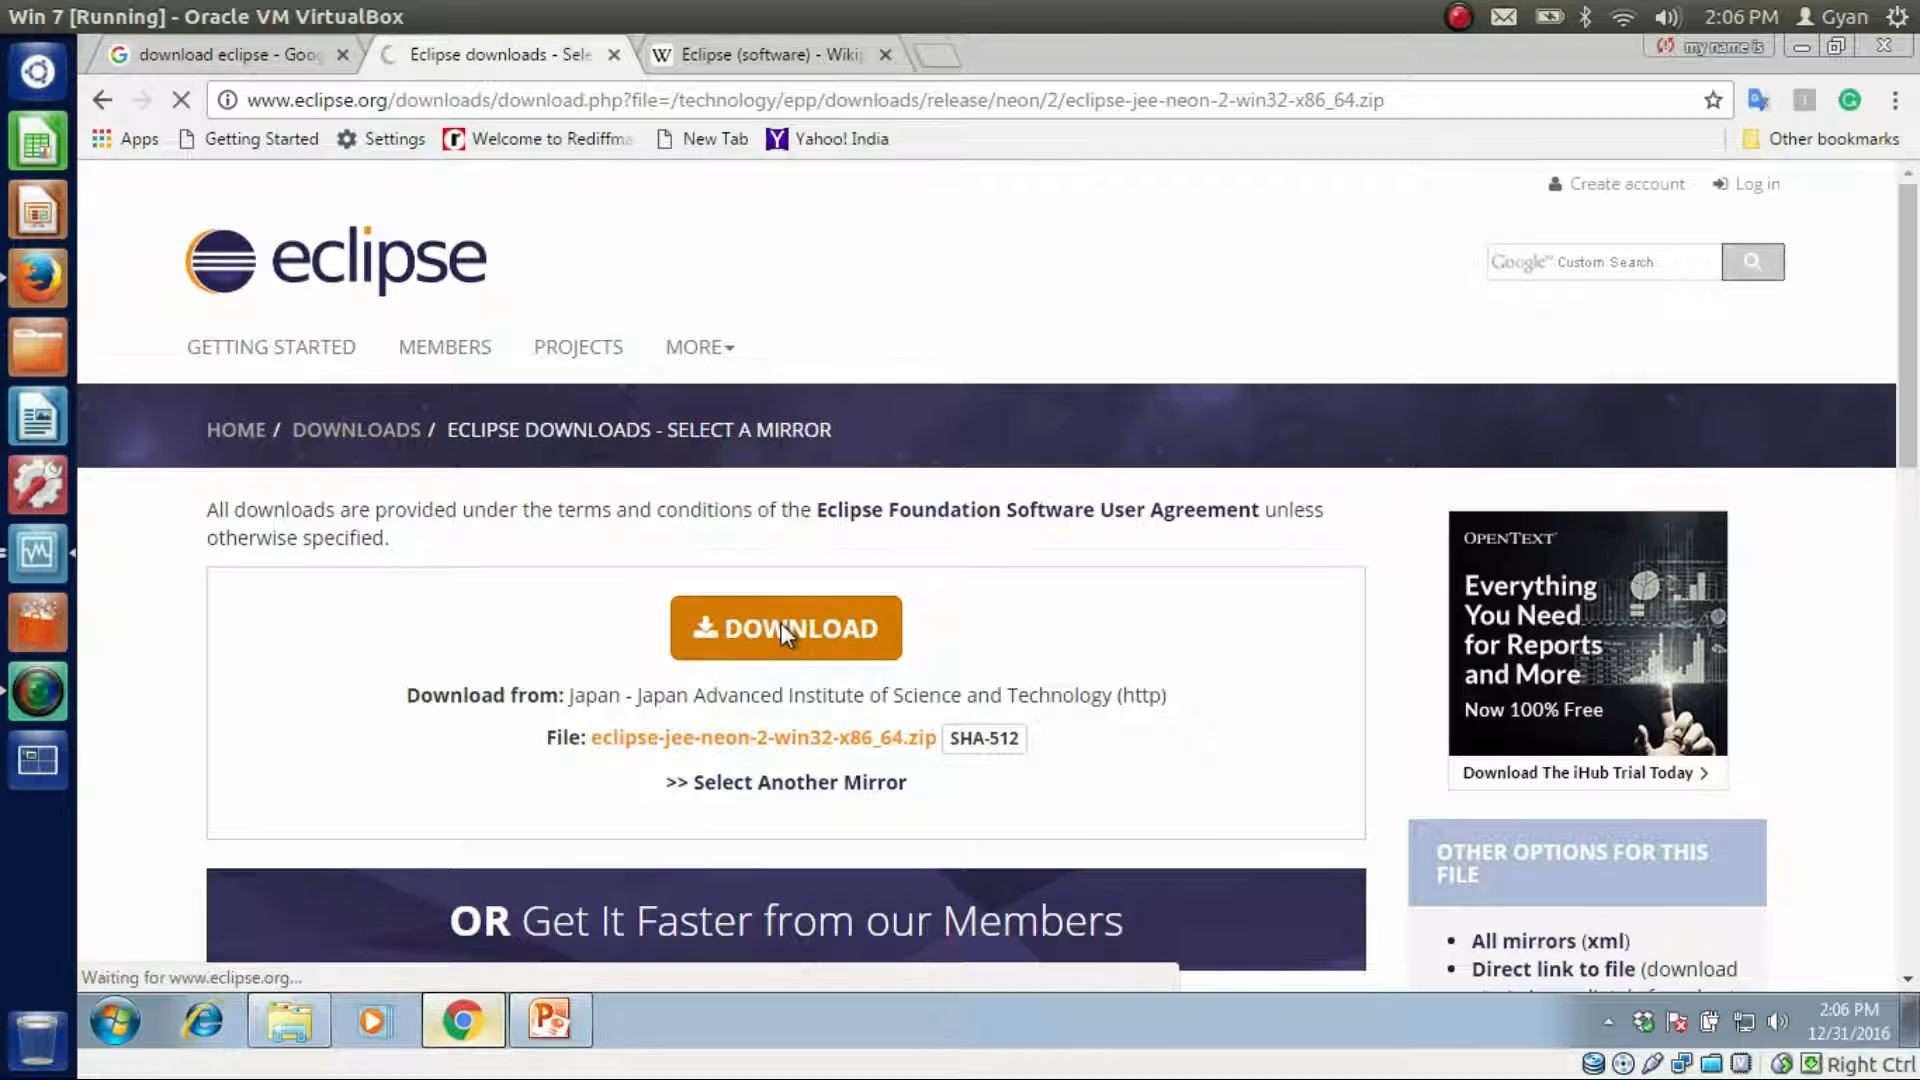 Win 7 [Running] - Oracle VM VirtualBox
2:06 PM Gyan
download eclipse - Goo
Eclipse downloads - Sele
W Eclipse (software) - Wiki
my name is
www.eclipse.org/downloads/download.php?file=/technology/epp/downloads/release/neon/2/eclipse-jee-neon-2-win32-x86_64.zip
Apps
Getting Started
Settings
Welcome to Rediffma
New Tab
Yahoo! India
Other bookmarks
Create account
Log in
eclipse
Google™ Custom Search
GETTING STARTED
MEMBERS
PROJECTS
MORE
HOME / DOWNLOADS / ECLIPSE DOWNLOADS - SELECT A MIRROR
All downloads are provided under the terms and conditions of the Eclipse Foundation Software User Agreement unless
otherwise specified.
DOWNLOAD
Download from: Japan - Japan Advanced Institute of Science and Technology (http)
File: eclipse-jee-neon-2-win32-x86_64.zip SHA-512
>> Select Another Mirror
OR Get It Faster from our Members
OPENTEXT
Everything
You Need
for Reports
and More
Now 100% Free
Download The iHub Trial Today >
OTHER OPTIONS FOR THIS
FILE
• All mirrors (xml)
• Direct link to file (download
Waiting for www.eclipse.org...
2:06 PM
12/31/2016
Right Ctrl